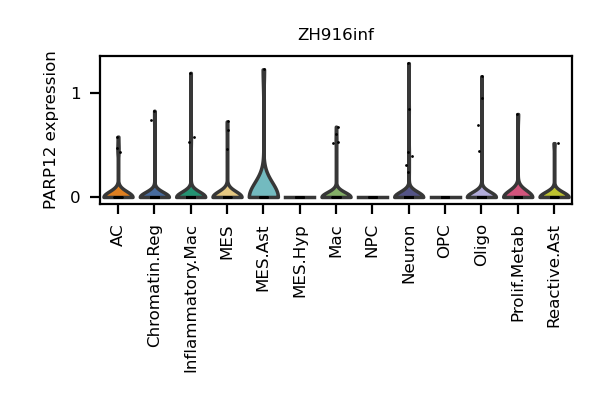 ZH916inf
PARP12 expression
1
0
AC
Chromatin.Reg
Inflammatory.Mac
MES
MES.Ast
MES.Hyp
Mac
NPC
Neuron
OPC
Oligo
Prolif.Metab
Reactive.Ast